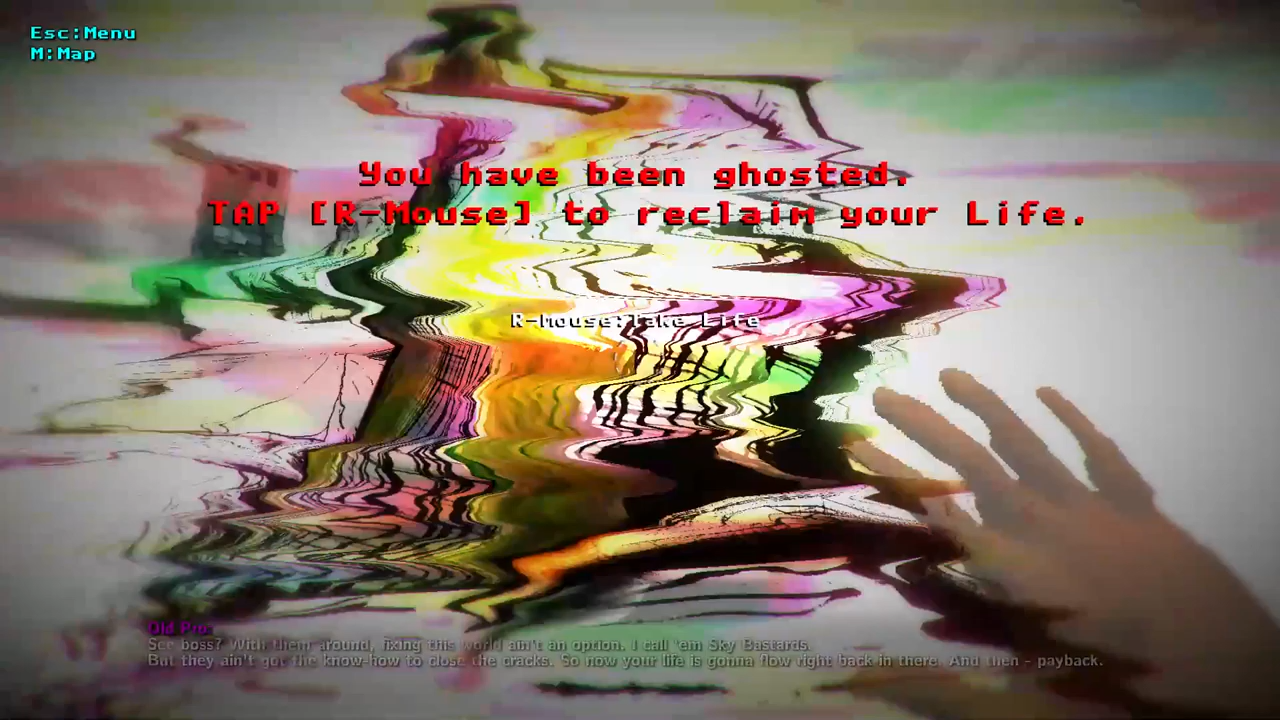 Esc:Menu
M:Map
You have been ghosted.
TAP [R-Mouse] to reclaim your Life.
R-Mouse:Take Life
Old Pro:
See boss? With them around, fixing this world ain't an option. I call 'em Sky Bastards.
But they ain't got the know-how to close the cracks. So now your life is gonna flow right back in there. And then - payback.